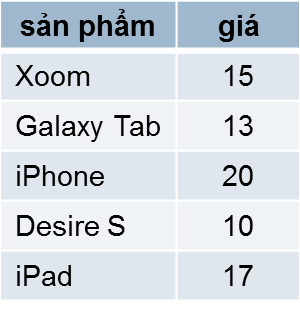 sản phẩm giá
Xoom 15
Galaxy Tab 13
iPhone 20
Desire S 10
iPad 17